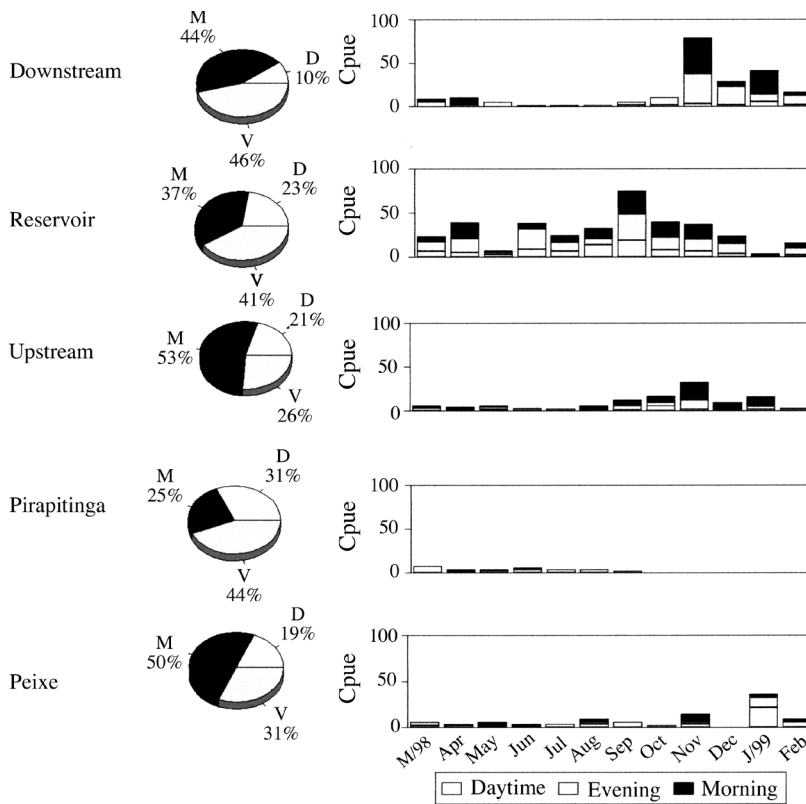 Downstream
M
44%
D
10%
V
46%
Cpue
100
50
0
Reservoir
M
37%
D
23%
V
41%
Cpue
100
50
0
Upstream
M
53%
D
21%
V
26%
Cpue
100
50
0
Pirapitinga
M
25%
D
31%
V
44%
Cpue
100
50
0
Peixe
M
50%
D
19%
V
31%
Cpue
100
50
0
M/98 Apr May Jun Jul Aug Sep Oct Nov Dec J/99 Feb
Daytime Evening Morning